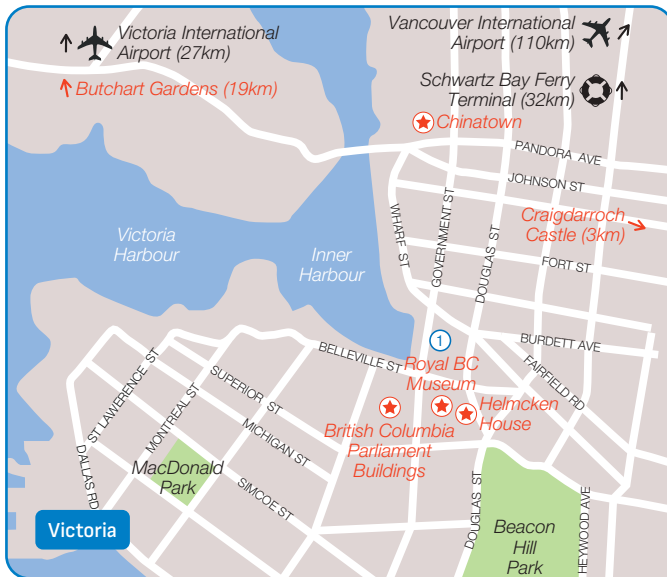 Victoria International
Airport (27km)
Butchart Gardens (19km)
Vancouver International
Airport (110km)
Schwartz Bay Ferry
Terminal (32km)
Chinatown
PANDORA AVE
JOHNSON ST
Craigdarroch
Castle (3km)
FORT ST
WHARF ST
GOVERNMENT ST
DOUGLAS ST
Victoria
Harbour
Inner
Harbour
BURDETT AVE
BELLEVILLE ST
1
Royal BC
Museum
FAIRFIELD RD
Helmcken
House
British Columbia
Parliament
Buildings
ST LAWERENCE ST
MONTREAL ST
SUPERIOR ST
MICHIGAN ST
SIMCOE ST
DALLAS RD
MacDonald
Park
DOUGLAS ST
Beacon
Hill
Park
HEYWOOD AVE
Victoria